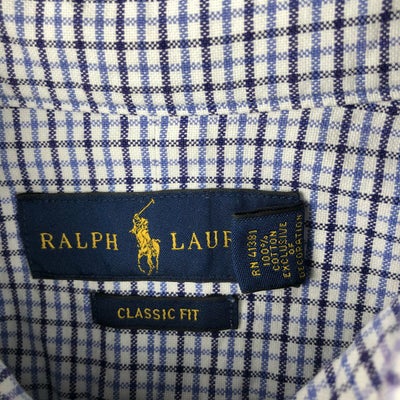 RALPH LAUR
CLASSIC FIT
RN 41381
100%
COTTON
EXCLUSIVE
OF
DECORATION